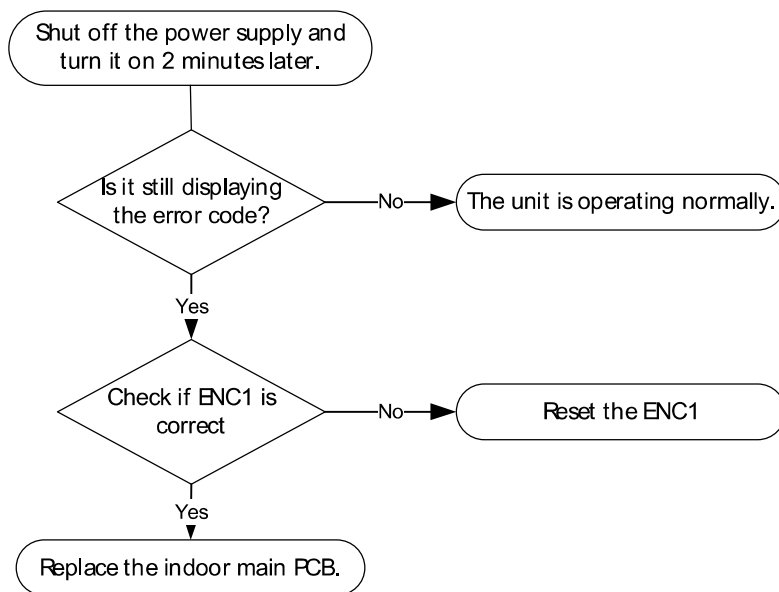 Shut off the power supply and
turn it on 2 minutes later.
Is it still displaying
the error code?
No
The unit is operating normally.
Yes
Check if ENC1 is
correct
No
Reset the ENC1
Yes
Replace the indoor main PCB.